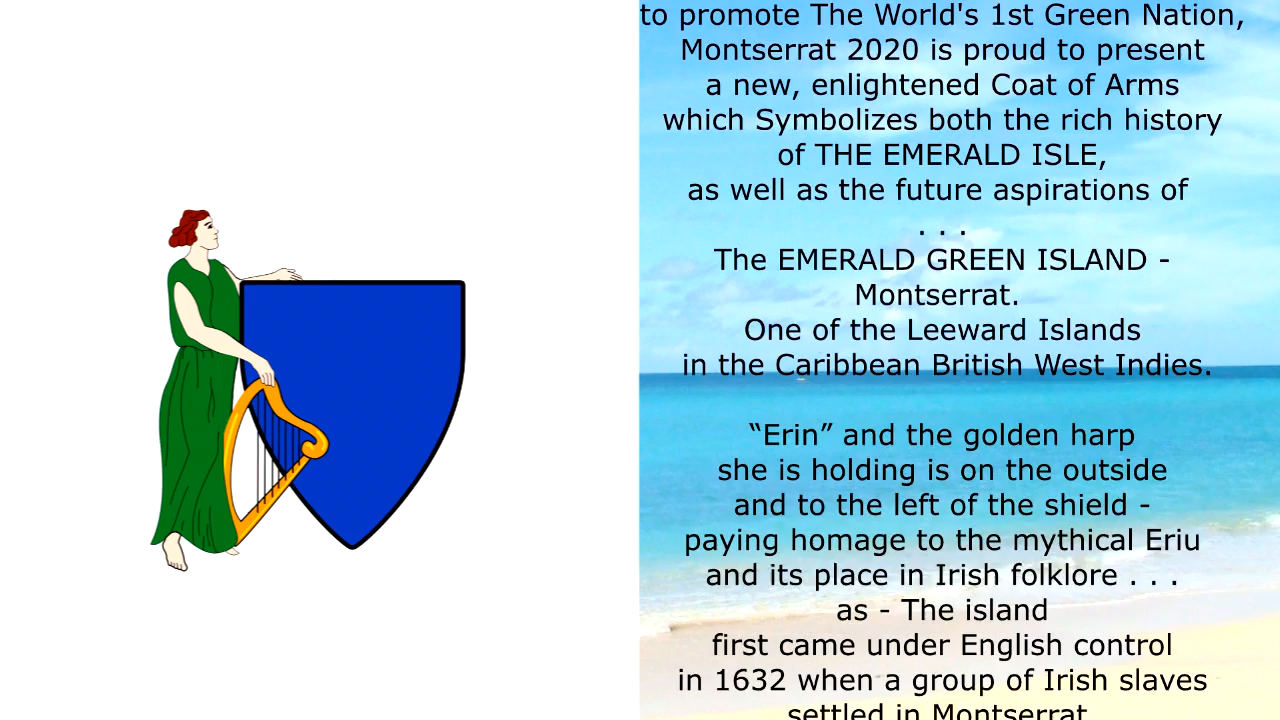 to promote The World's 1st Green Nation,
Montserrat 2020 is proud to present
a new, enlightened Coat of Arms
which Symbolizes both the rich history
of THE EMERALD ISLE,
as well as the future aspirations of
. . .
The EMERALD GREEN ISLAND -
Montserrat.
One of the Leeward Islands
in the Caribbean British West Indies.
“Erin” and the golden harp
she is holding is on the outside
and to the left of the shield -
paying homage to the mythical Eriu
and its place in Irish folklore . . .
as - The island
first came under English control
in 1632 when a group of Irish slaves
settled in Montserrat